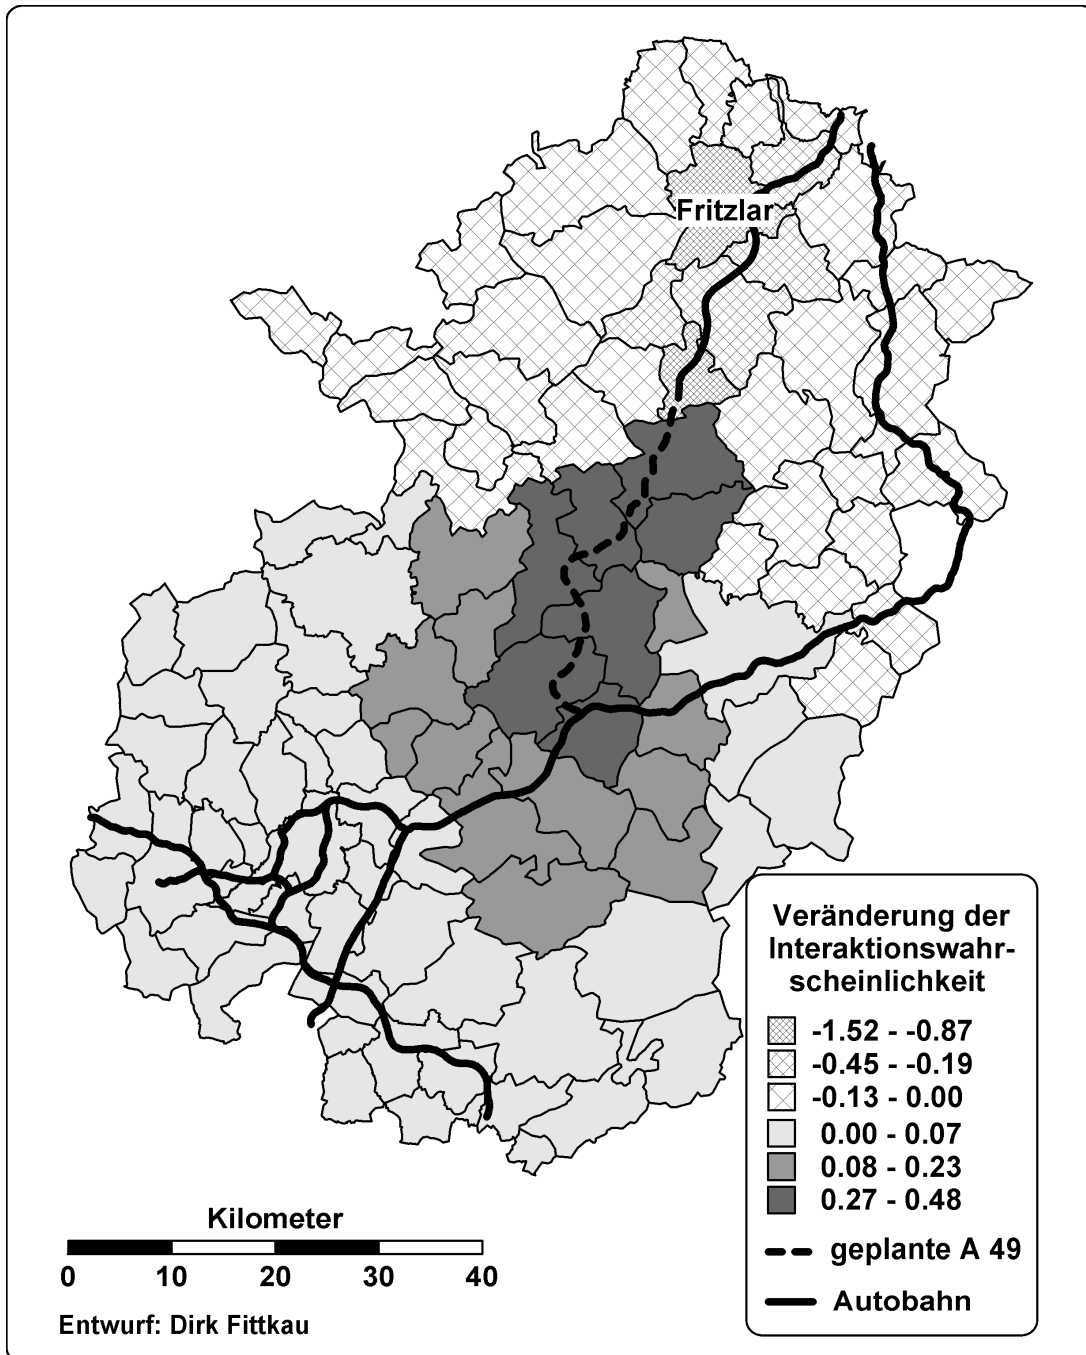 Fritzlar
Veränderung der
Interaktionswahr-
scheinlichkeit
-1.52 - -0.87
-0.45 - -0.19
-0.13 - 0.00
0.00 - 0.07
0.08 - 0.23
0.27 - 0.48
geplante A 49
Autobahn
Kilometer
0 10 20 30 40
Entwurf: Dirk Fittkau